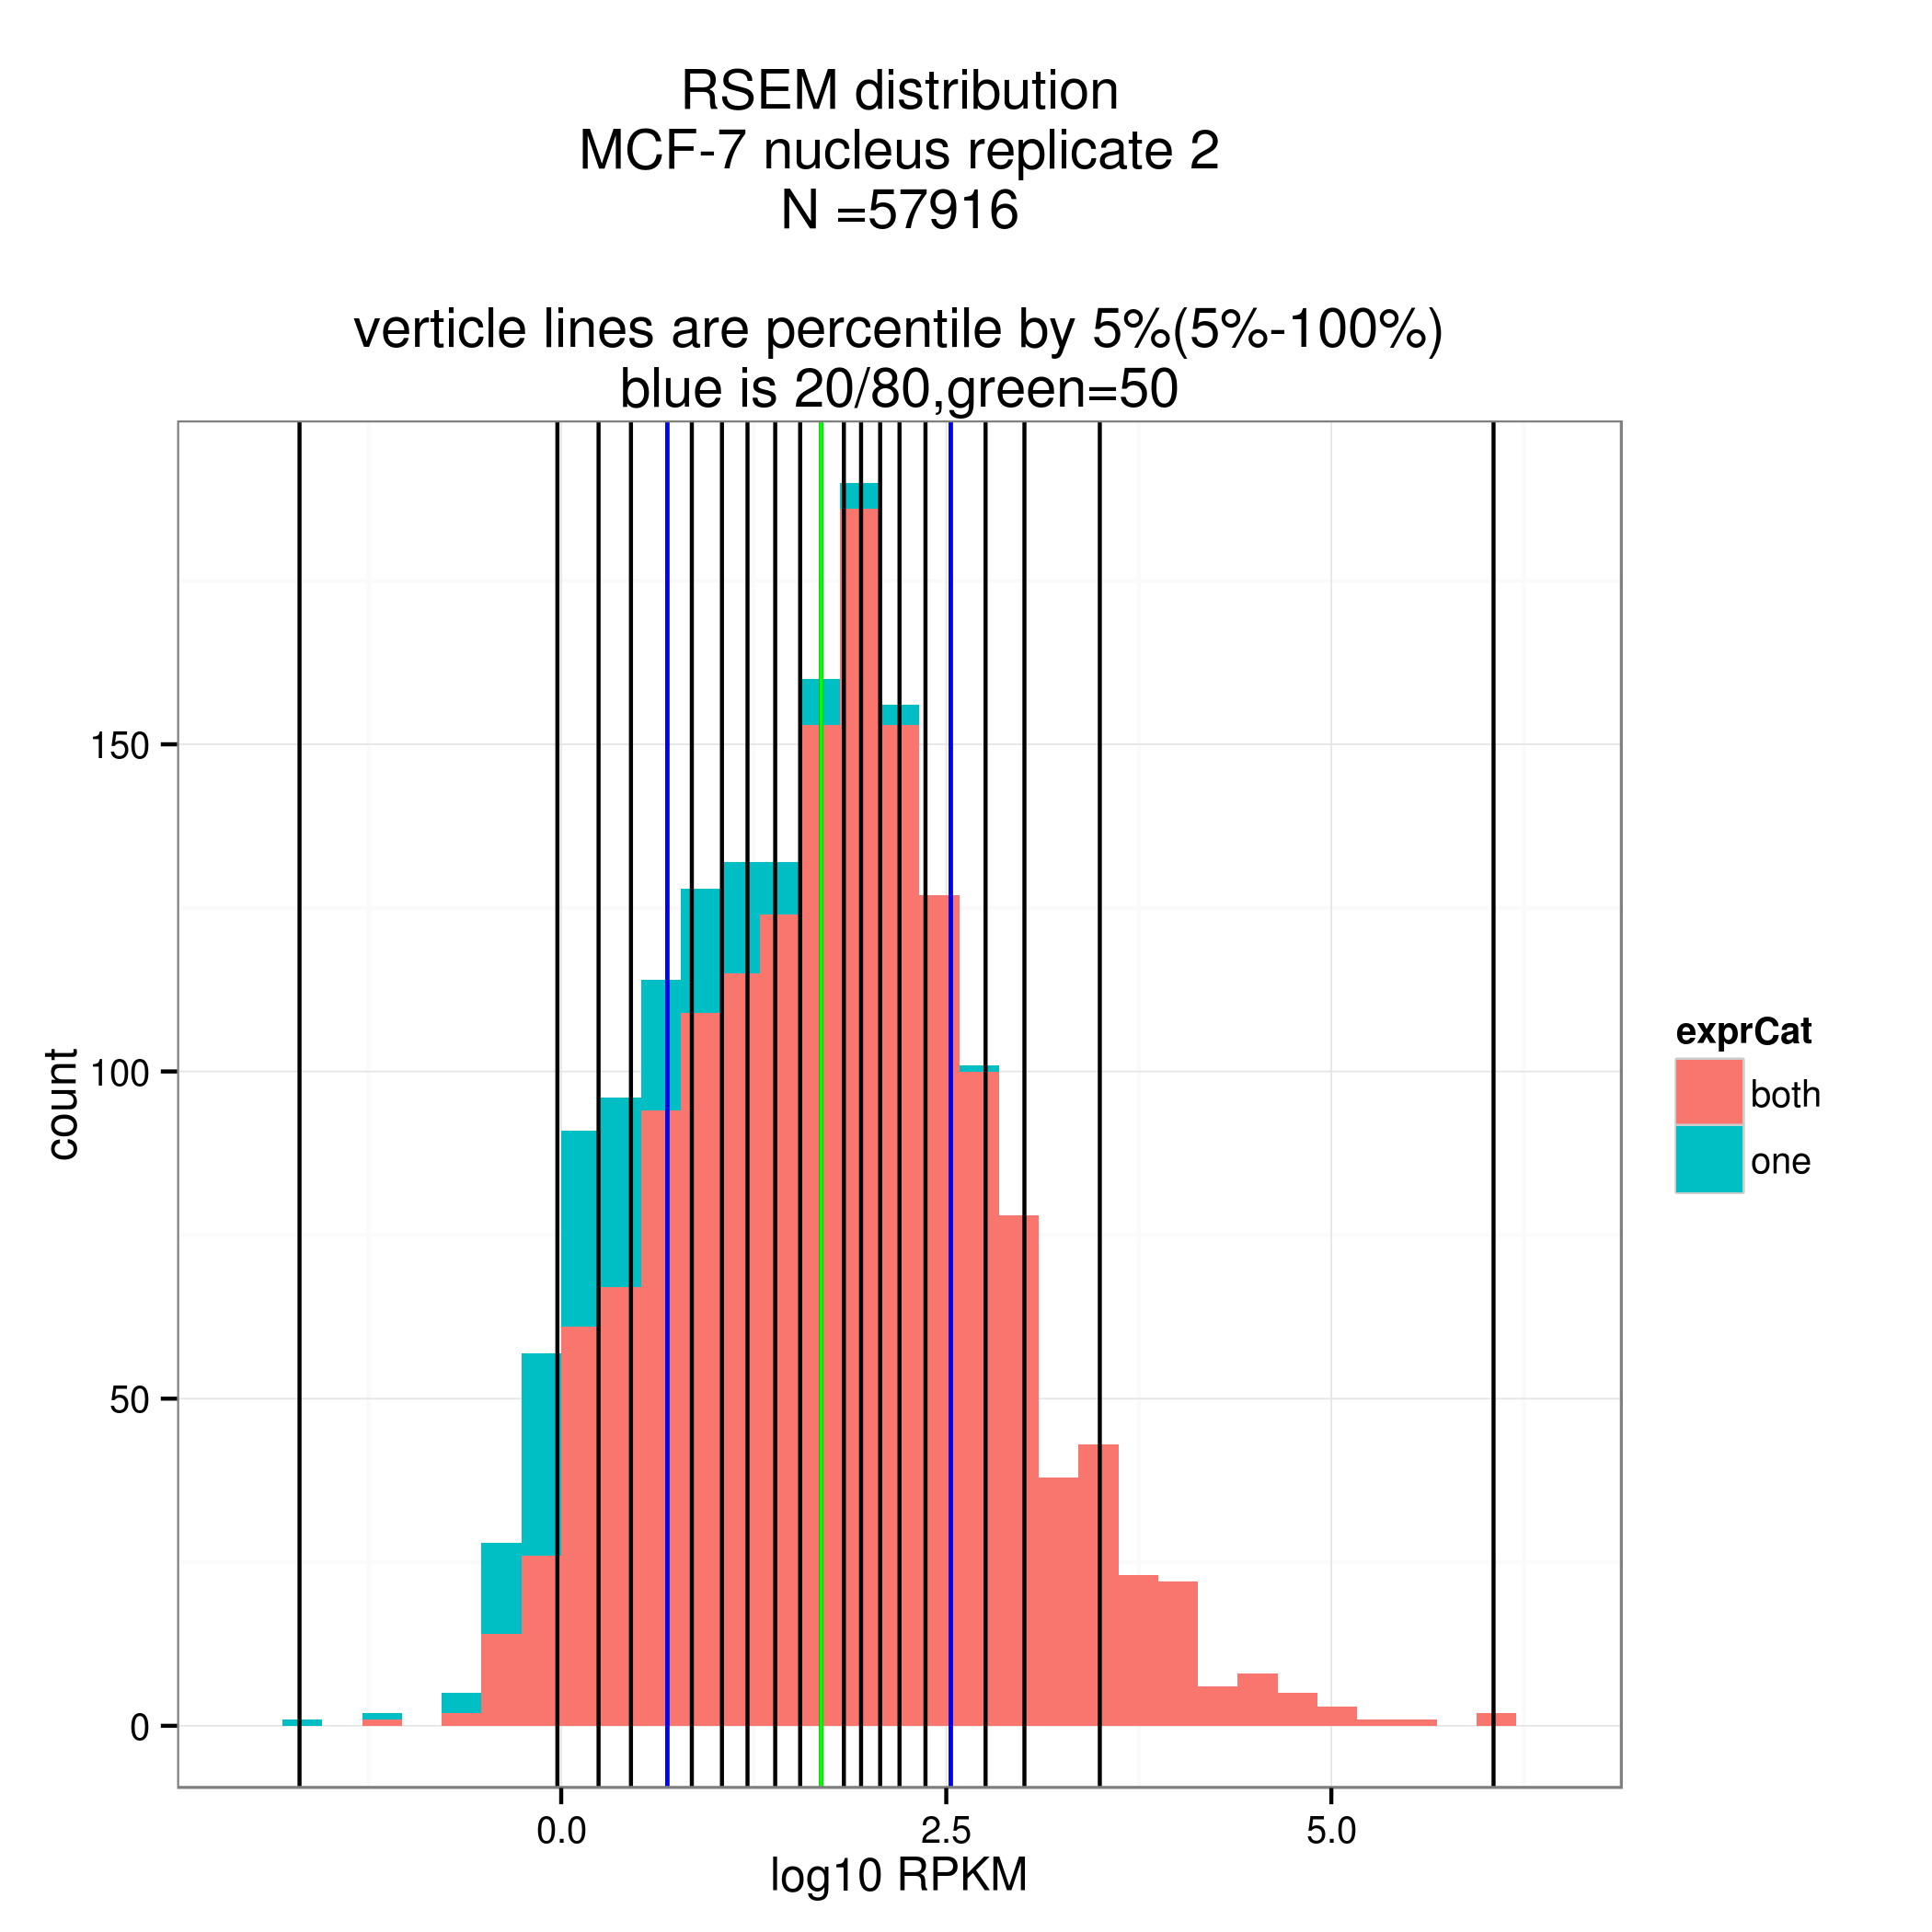 RSEM distribution
MCF-7 nucleus replicate 2
N =57916
verticle lines are percentile by 5%(5%-100%)
blue is 20/80,green=50
150
100
50
0
count
0.0 2.5 5.0
log10 RPKM
exprCat
both
one